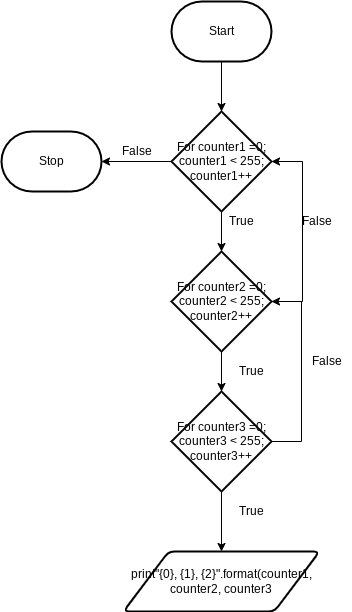 Start
For counter1 =0;
counter1 < 255;
counter1++
False
Stop
True
False
For counter2 =0;
counter2 < 255;
counter2++
True
False
For counter3 =0;
counter3 < 255;
counter3++
True
print"{0}, {1}, {2}".format(counter1,
counter2, counter3